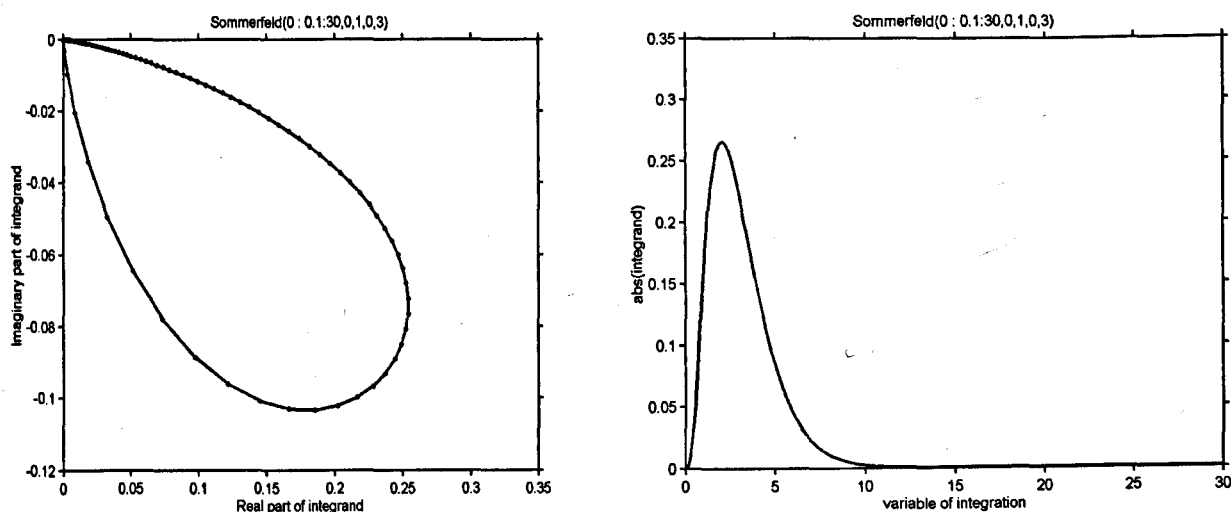 Sommerfeld(0 : 0.1:30,0,1,0,3)
0
-0.02
-0.04
-0.06
-0.08
-0.1
-0.12
Imaginary part of integrand
0 0.05 0.1 0.15 0.2 0.25 0.3 0.35
Real part of integrand
Sommerfeld(0 : 0.1:30,0,1,0,3)
0.35
0.3
0.25
0.2
0.15
0.1
0.05
0
abs(integrand)
0 5 10 15 20 25 30
variable of integration